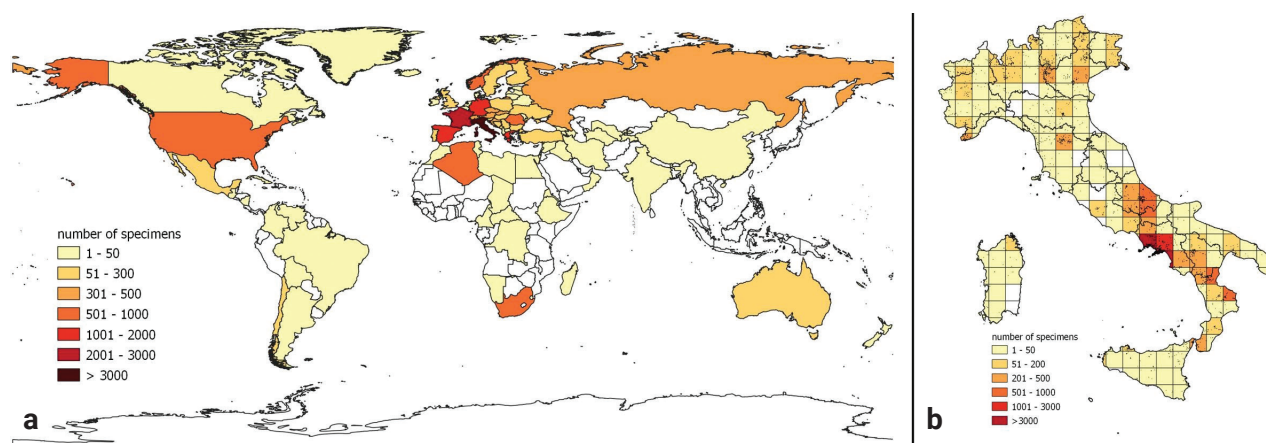 number of specimens
1 - 50
51 - 300
301 - 500
501 - 1000
1001 - 2000
2001 - 3000
> 3000
a
number of specimens
1 - 50
51 - 200
201 - 500
501 - 1000
1001 - 3000
>3000
b